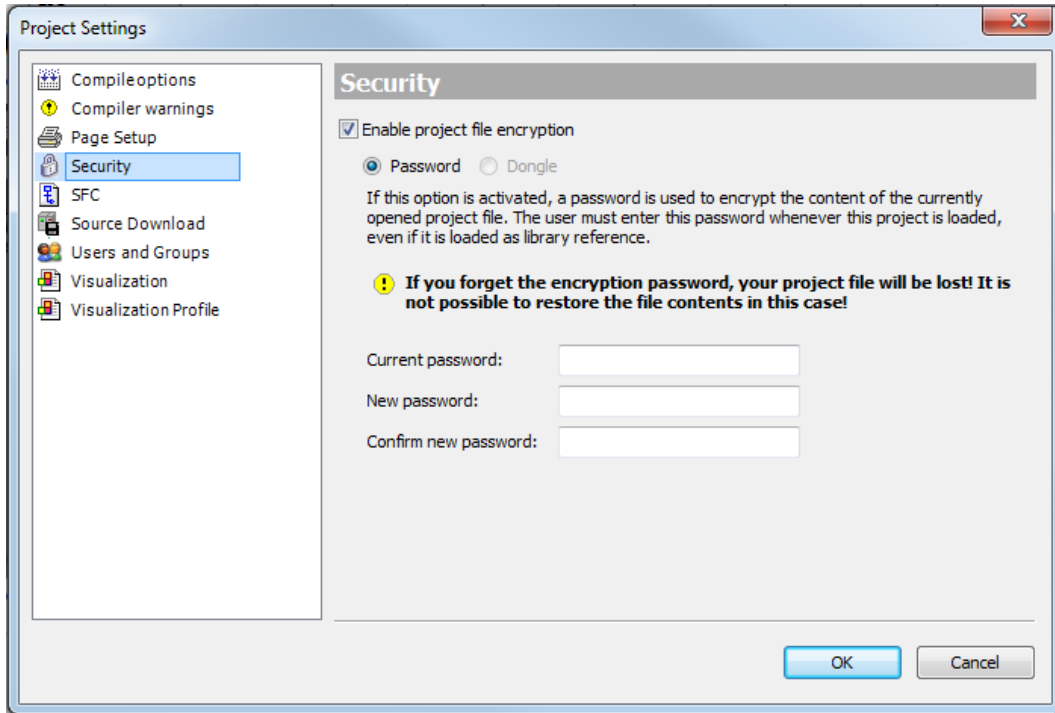 Project Settings
Compileoptions
Compiler warnings
Page Setup
Security
SFC
Source Download
Users and Groups
Visualization
Visualization Profile
Security
Enable project file encryption
Password Dongle
If this option is activated, a password is used to encrypt the content of the currently
opened project file. The user must enter this password whenever this project is loaded,
even if it is loaded as library reference.
If you forget the encryption password, your project file will be lost! It is
not possible to restore the file contents in this case!
Current password:
New password:
Confirm new password:
OK Cancel